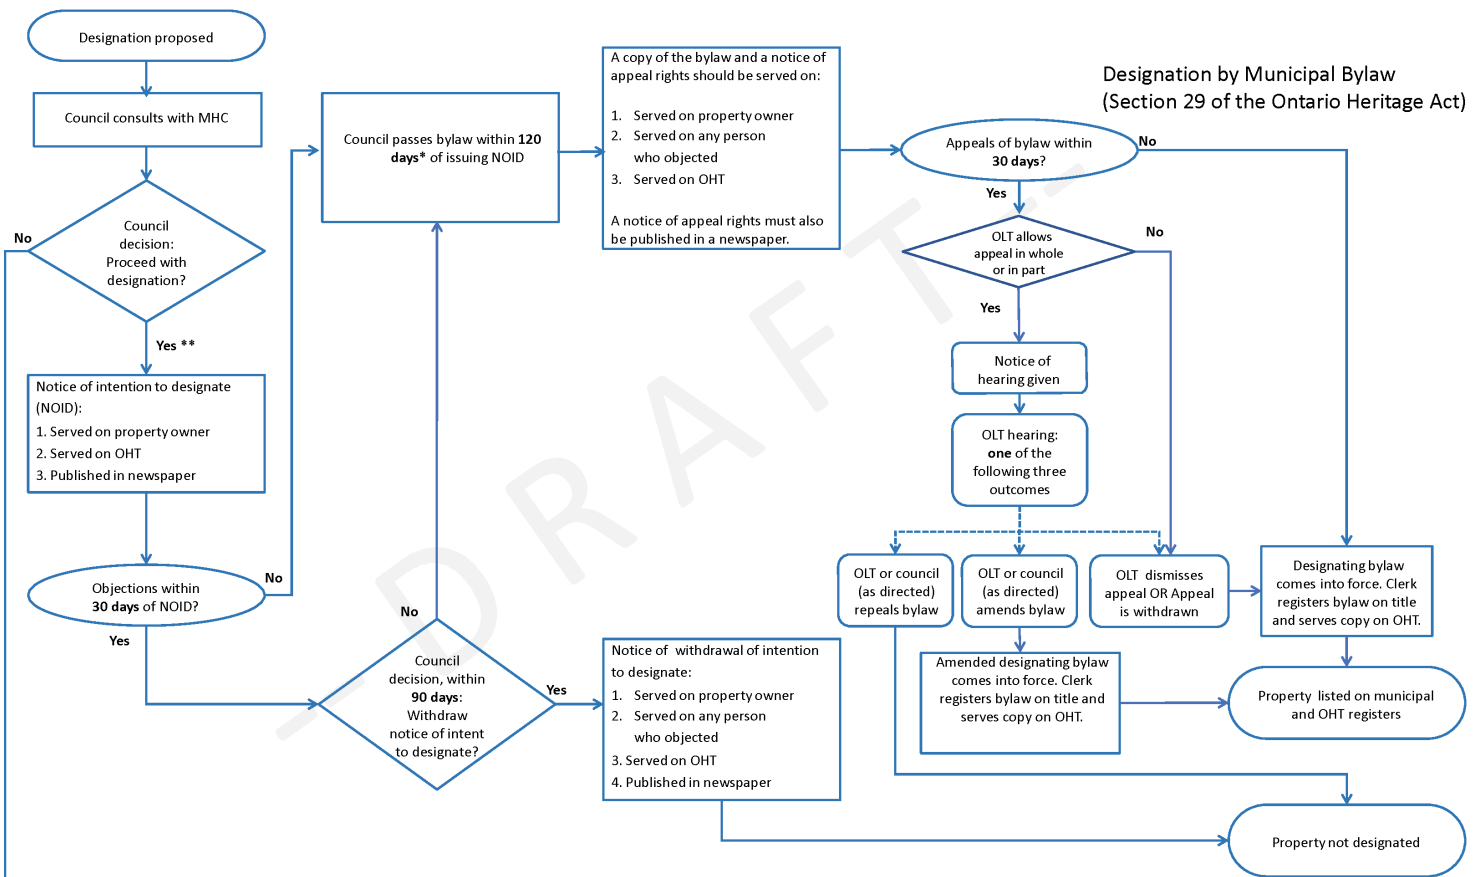 Designation by Municipal Bylaw
(Section 29 of the Ontario Heritage Act)
Designation proposed
Council consults with MHC
Council
decision:
Proceed with
designation?
No
Yes **
Notice of intention to designate
(NOID):
1. Served on property owner
2. Served on OHT
3. Published in newspaper
Objections within
30 days of NOID?
No
Yes
Council passes bylaw within 120
days* of issuing NOID
No
Council
decision, within
90 days:
Withdraw
notice of intent
to designate?
Yes
A copy of the bylaw and a notice of
appeal rights should be served on:
1. Served on property owner
2. Served on any person
who objected
3. Served on OHT
A notice of appeal rights must also
be published in a newspaper.
Notice of withdrawal of intention
to designate:
1. Served on property owner
2. Served on any person
who objected
3. Served on OHT
4. Published in newspaper
Appeals of bylaw within
30 days?
No
Yes
OLT allows
appeal in whole
or in part
No
Yes
Notice of
hearing given
OLT hearing:
one of the
following three
outcomes
OLT or council
(as directed)
repeals bylaw
OLT or council
(as directed)
amends bylaw
OLT dismisses
appeal OR Appeal
is withdrawn
Designating bylaw
comes into force. Clerk
registers bylaw on title
and serves copy on OHT.
Amended designating bylaw
comes into force. Clerk
registers bylaw on title and
serves copy on OHT.
Property listed on municipal
and OHT registers
Property not designated
--DRAFT--